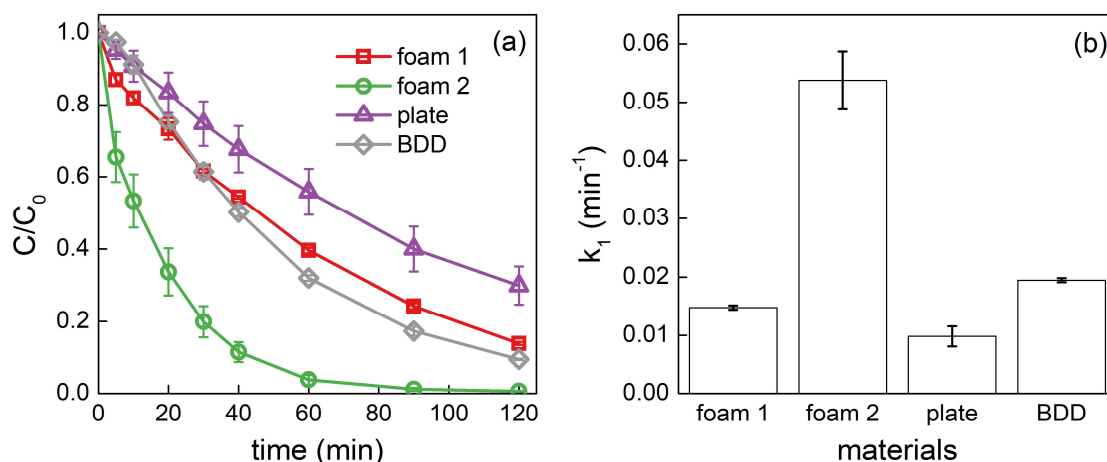 (a)
foam 1
foam 2
plate
BDD
C/C₀
1.0
0.8
0.6
0.4
0.2
0.0
0 20 40 60 80 100 120
time (min)
(b)
k₁ (min⁻¹)
0.06
0.05
0.04
0.03
0.02
0.01
0.00
foam 1 foam 2 plate BDD
materials